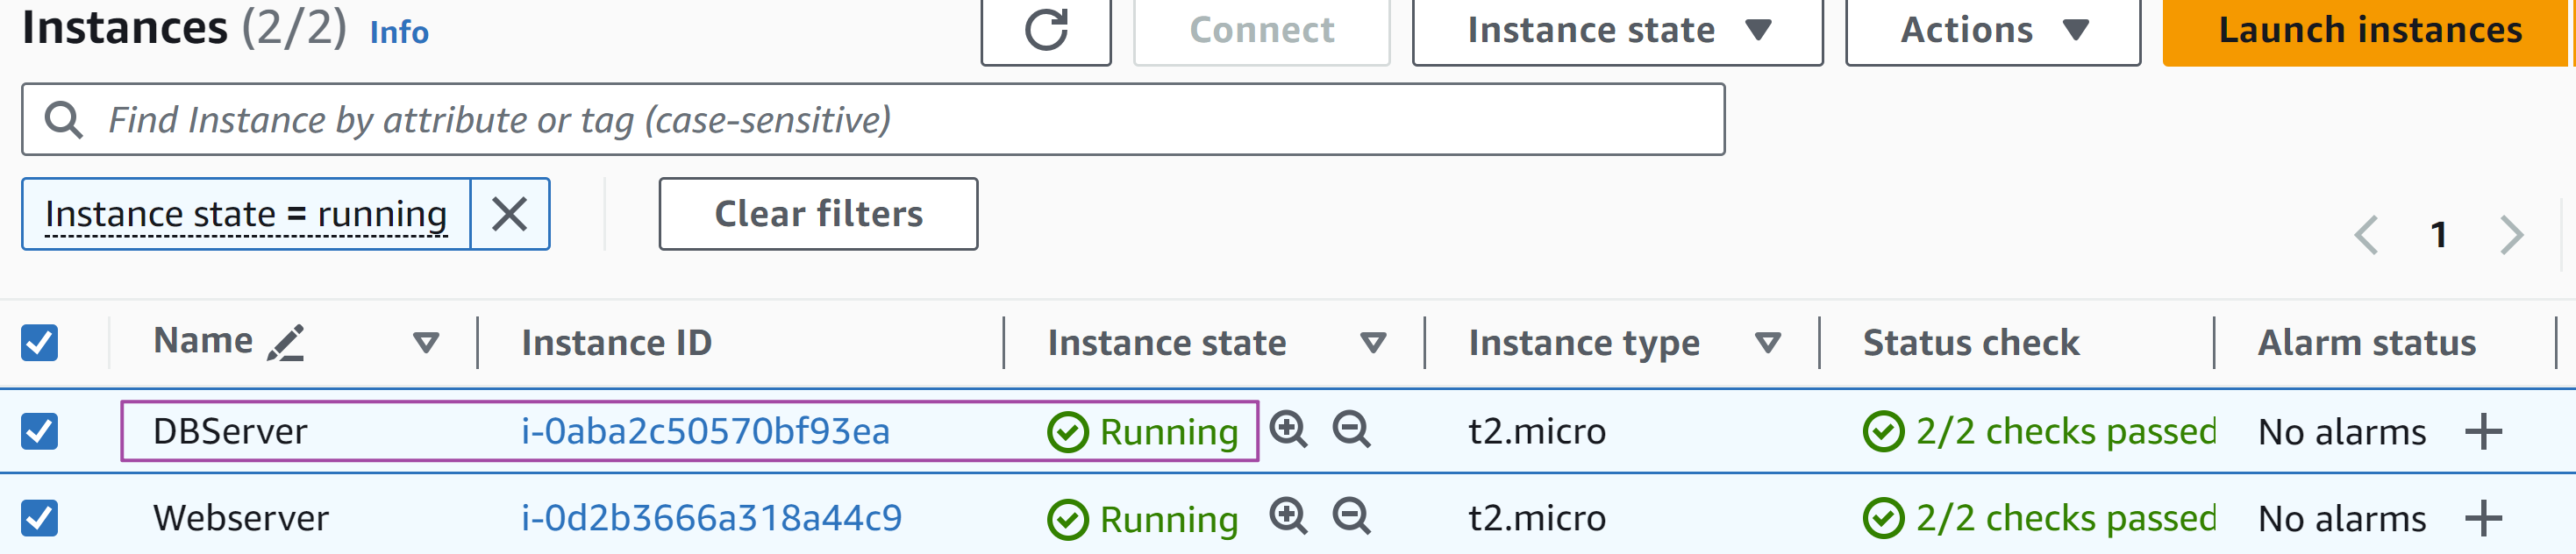 Instances (2/2) Info Connect Instance state Actions Launch instances
Find Instance by attribute or tag (case-sensitive)
Instance state = running Clear filters 1
Name Instance ID Instance state Instance type Status check Alarm status
DBServer i-0aba2c50570bf93ea Running t2.micro 2/2 checks passed No alarms
Webserver i-0d2b3666a318a44c9 Running t2.micro 2/2 checks passed No alarms